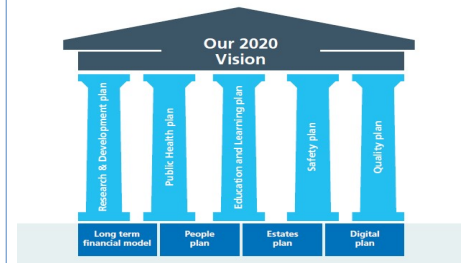 Our 2020
Vision
Research & Development plan
Public Health plan
Education and Learning plan
Safety plan
Quality plan
Long term
financial model
People
plan
Estates
plan
Digital
plan